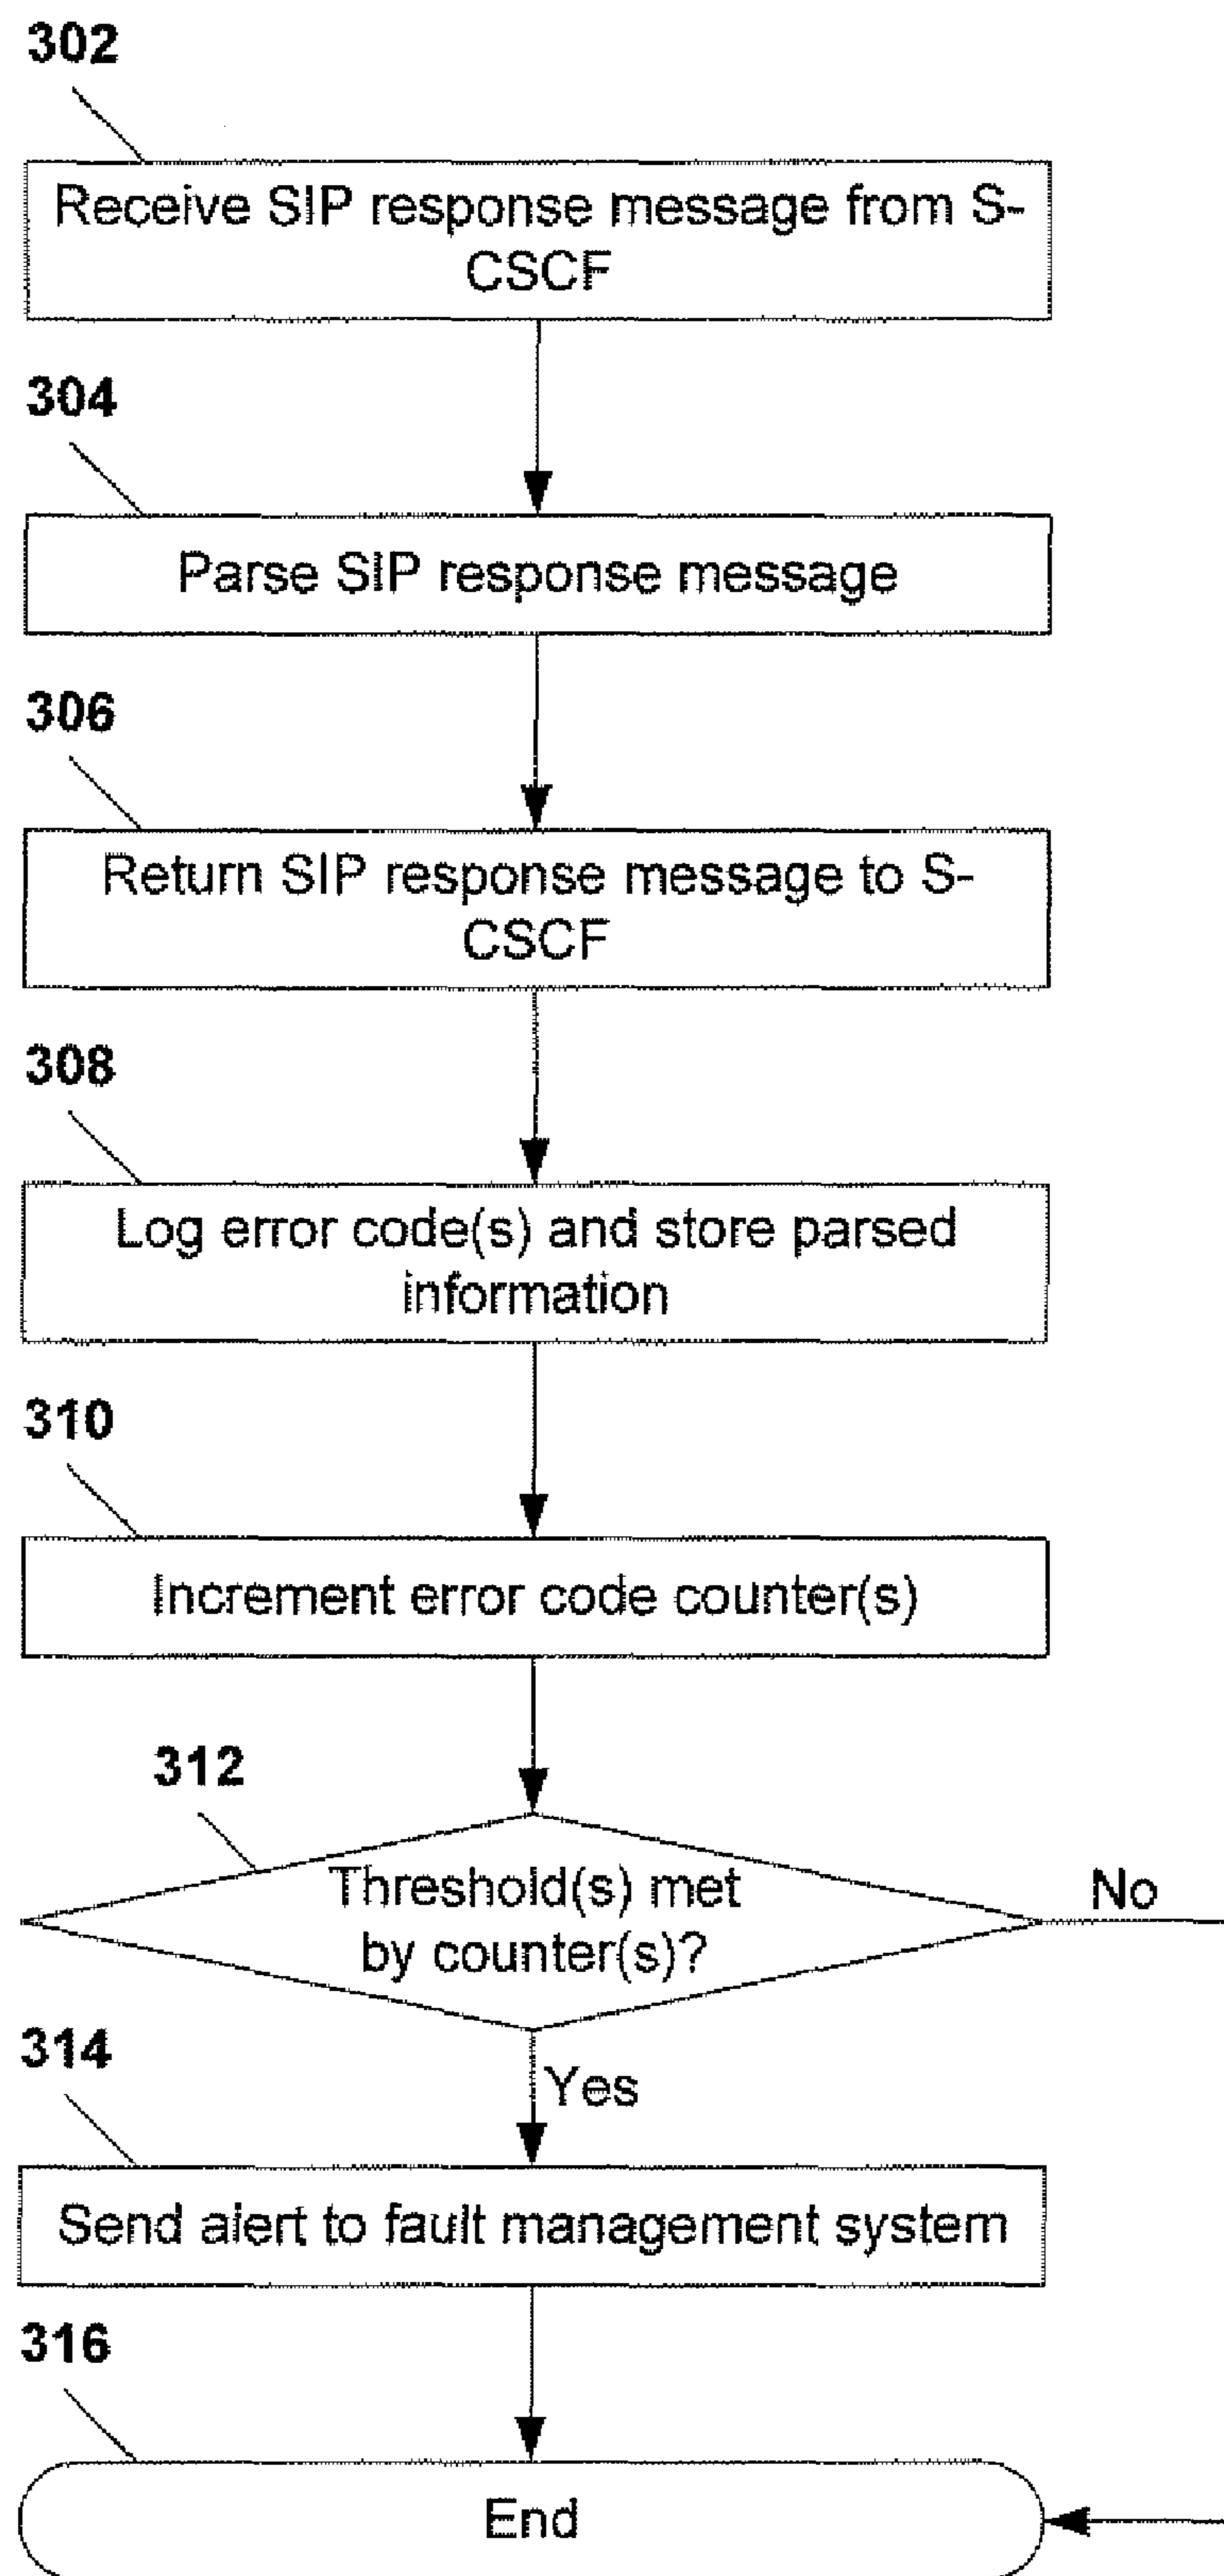 302
Receive SIP response message from S-
CSCF
304
Parse SIP response message
306
Return SIP response message to S-
CSCF
308
Log error code(s) and store parsed
information
310
Increment error code counter(s)
312
Threshold(s) met
by counter(s)?
No
314
Yes
Send alert to fault management system
316
End